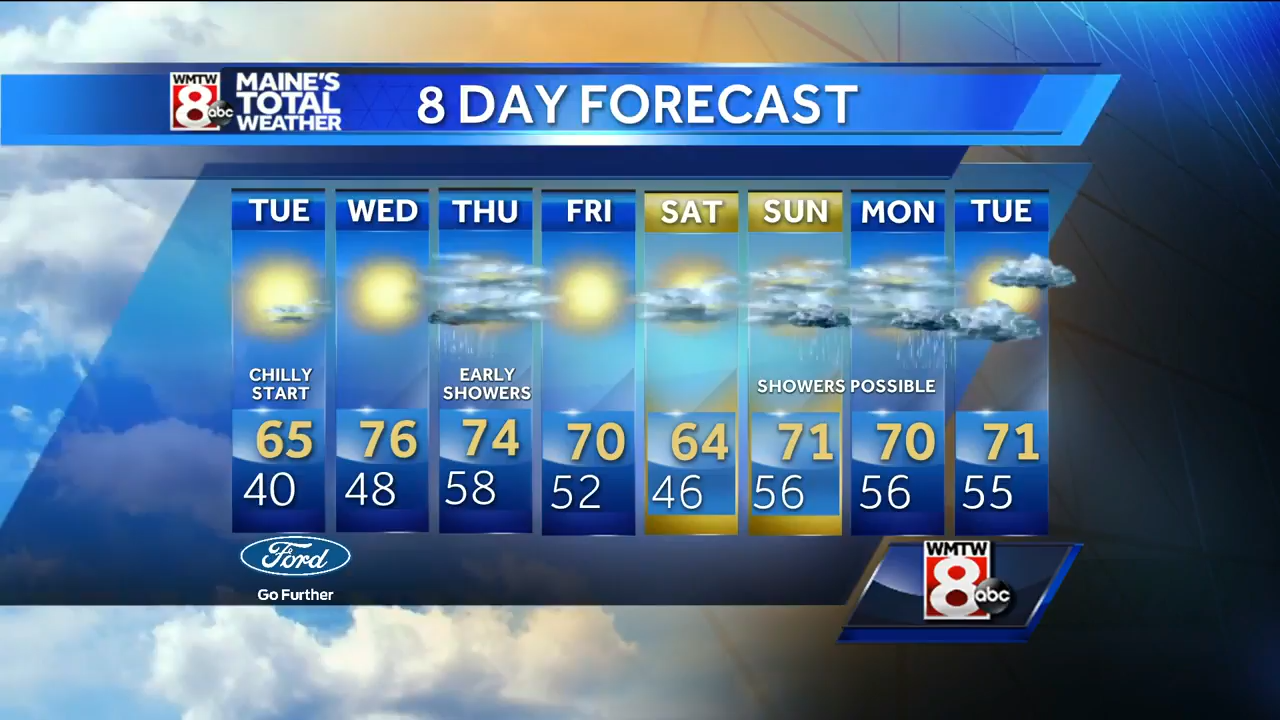 WMTW
8
abc
MAINE'S
TOTAL
WEATHER
8 DAY FORECAST
TUE WED THU FRI SAT SUN MON TUE
CHILLY
START
EARLY
SHOWERS
SHOWERS POSSIBLE
65 76 74 70 64 71 70 71
40 48 58 52 46 56 56 55
Ford
Go Further
WMTW
8
abc